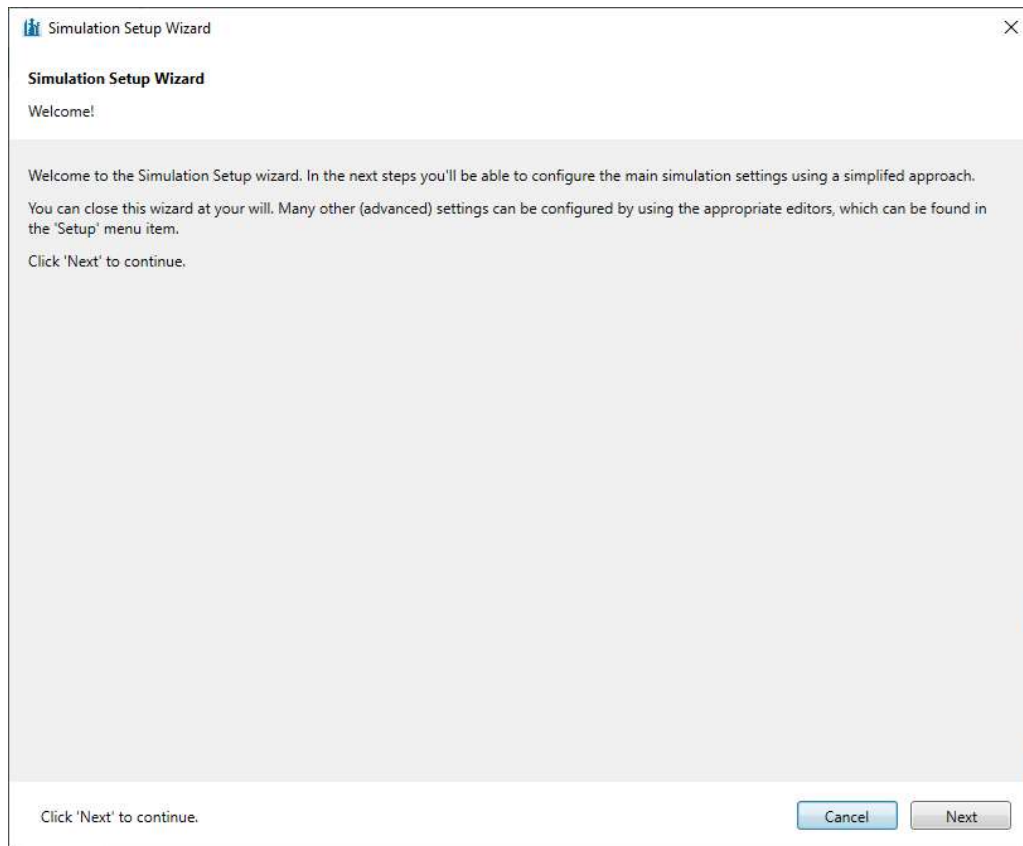 Simulation Setup Wizard
Simulation Setup Wizard
Welcome!
Welcome to the Simulation Setup wizard. In the next steps you'll be able to configure the main simulation settings using a simplifed approach.
You can close this wizard at your will. Many other (advanced) settings can be configured by using the appropriate editors, which can be found in
the 'Setup' menu item.
Click 'Next' to continue.
Click 'Next' to continue.
Cancel
Next